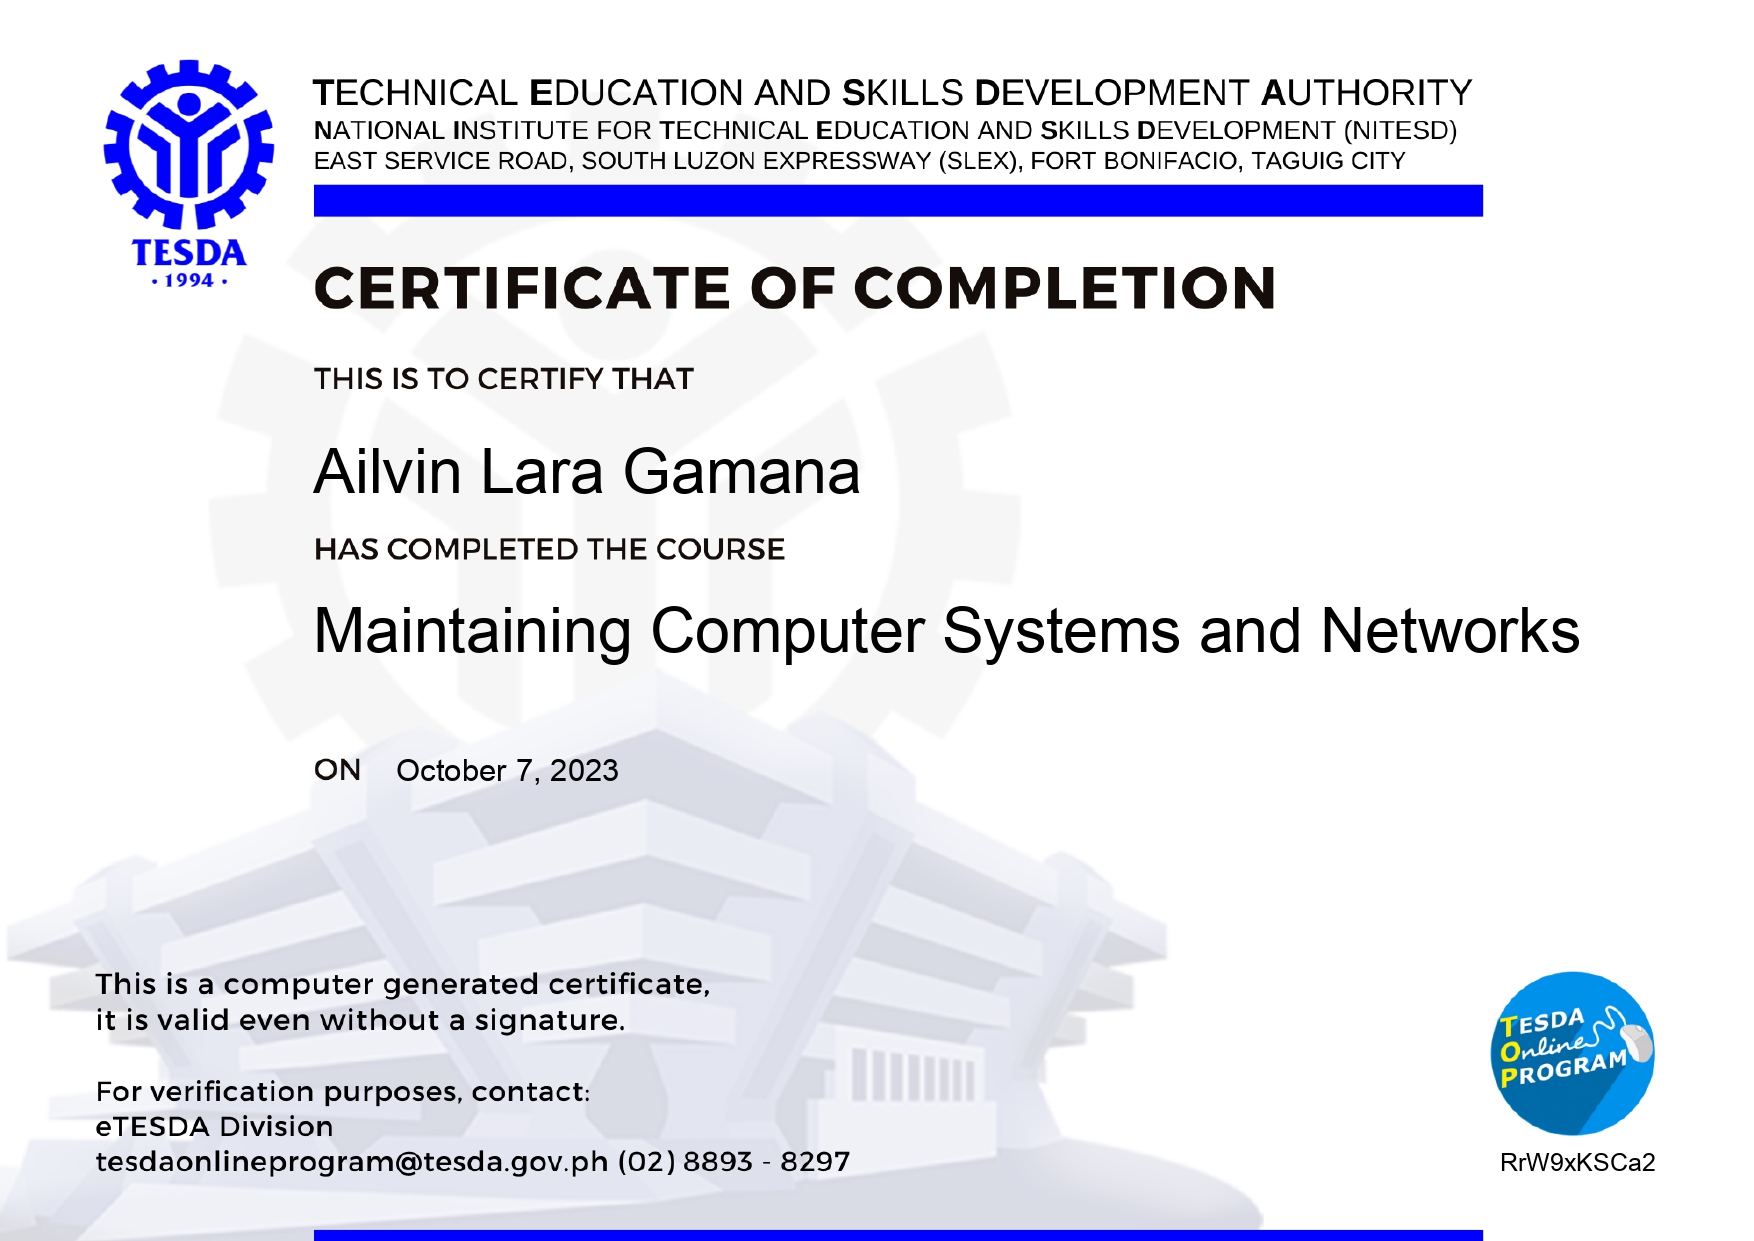 TECHNICAL EDUCATION AND SKILLS DEVELOPMENT AUTHORITY
NATIONAL INSTITUTE FOR TECHNICAL EDUCATION AND SKILLS DEVELOPMENT (NITESD)
EAST SERVICE ROAD, SOUTH LUZON EXPRESSWAY (SLEX), FORT BONIFACIO, TAGUIG CITY
TESDA
· 1994 ·
CERTIFICATE OF COMPLETION
THIS IS TO CERTIFY THAT
Ailvin Lara Gamana
HAS COMPLETED THE COURSE
Maintaining Computer Systems and Networks
ON October 7, 2023
This is a computer generated certificate,
it is valid even without a signature.
For verification purposes, contact:
eTESDA Division
tesdaonlineprogram@tesda.gov.ph (02) 8893 - 8297
TESDA
Online
PROGRAM
RrW9xKSCa2